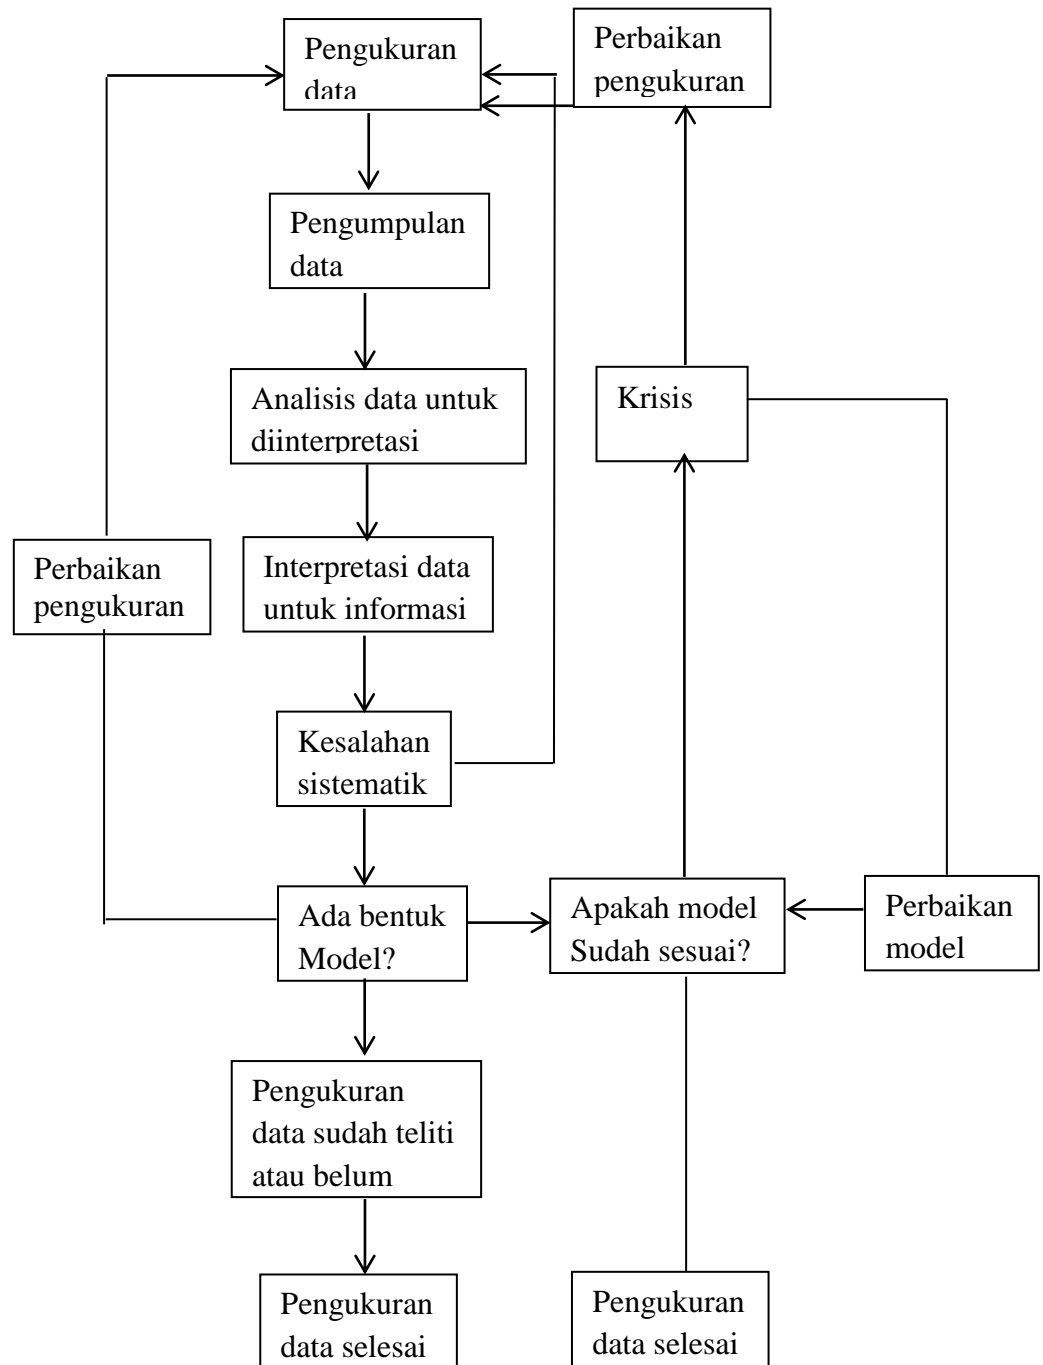 Pengukuran
data
Perbaikan
pengukuran
Pengumpulan
data
Analisis data untuk
diinterpretasi
Krisis
Perbaikan
pengukuran
Interpretasi data
untuk informasi
Kesalahan
sistematik
Ada bentuk
Model?
Apakah model
Sudah sesuai?
Perbaikan
model
Pengukuran
data sudah teliti
atau belum
Pengukuran
data selesai
Pengukuran
data selesai